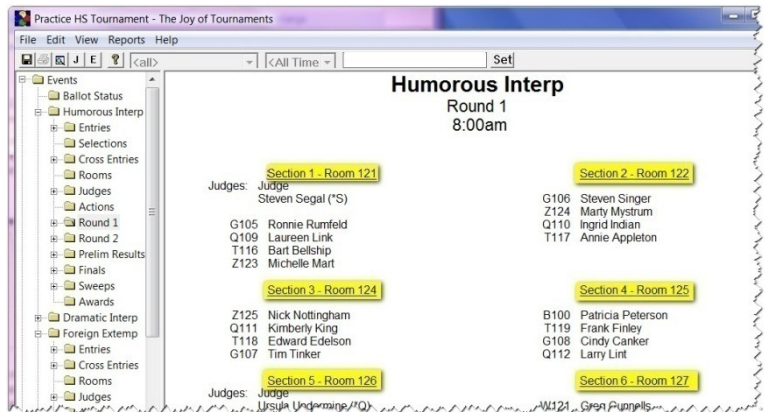 Practice HS Tournament - The Joy of Tournaments
File Edit View Reports Help
J E ? <all> <All Time Set
Events
Ballot Status
Humorous Interp
Entries
Selections
Cross Entries
Rooms
Judges
Actions
Round 1
Round 2
Prelim Results
Finals
Sweeps
Awards
Dramatic Interp
Foreign Extemp
Entries
Cross Entries
Rooms
Judges
Humorous Interp
Round 1
8:00am
Section 1 - Room 121
Judges: Judge
Steven Segal (*S)
G105 Ronnie Rumfeld
Q109 Laureen Link
T116 Bart Bellship
Z123 Michelle Mart
Section 2 - Room 122
G106 Steven Singer
Z124 Marty Mystrum
Q110 Ingrid Indian
T117 Annie Appleton
Section 3 - Room 124
Z125 Nick Nottingham
Q111 Kimberly King
T118 Edward Edelson
G107 Tim Tinker
Section 4 - Room 125
B100 Patricia Peterson
T119 Frank Finley
G108 Cindy Canker
Q112 Larry Lint
Section 5 - Room 126
Judges: Judge
Ursula Undermine (*Q)
Section 6 - Room 127
W121 Greg Gunnells